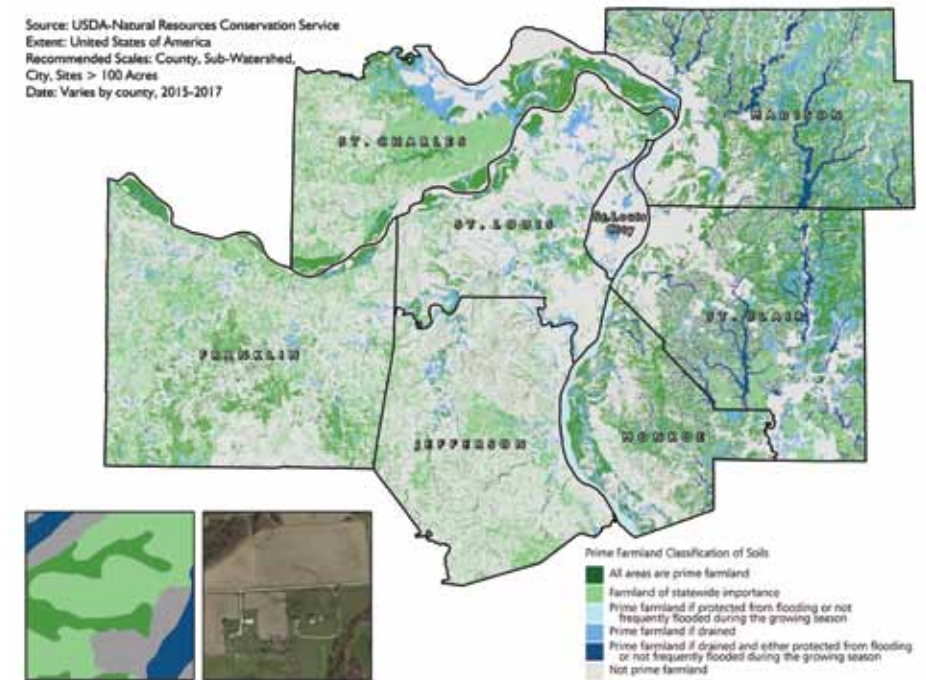 Source: USDA-Natural Resources Conservation Service
Extent: United States of America
Recommended Scales: County, Sub-Watershed,
City, Sites > 100 Acres
Date: Varies by county, 2015-2017
MADISON
ST. CHARLES
ST. LOUIS
St. Louis
City
ST. CLAIR
FRANKLIN
JEFFERSON
MONROE
Prime Farmland Classification of Soils
All areas are prime farmland
Farmland of statewide importance
Prime farmland if protected from flooding or not
frequently flooded during the growing season
Prime farmland if drained
Prime farmland if drained and either protected from flooding
or not frequently flooded during the growing season
Not prime farmland